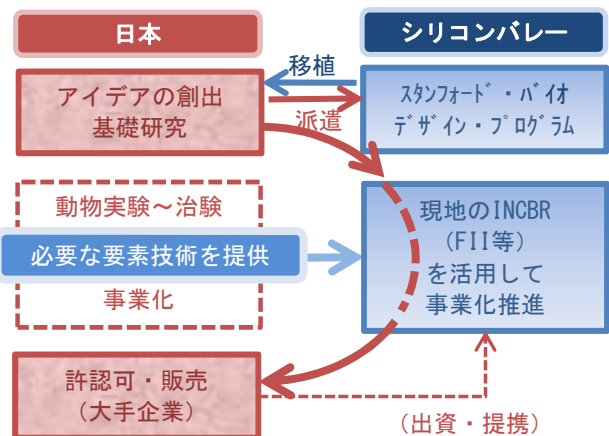 日本
シリコンバレー
アイデアの創出
基礎研究
移植
派遣
ｽﾀﾝﾌｫｰﾄﾞ・ﾊﾞｲｵ
ﾃﾞｻﾞｲﾝ・ﾌﾟﾛｸﾞﾗﾑ
動物実験～治験
必要な要素技術を提供
事業化
現地のINCBR
（FII等）
を活用して
事業化推進
許認可・販売
（大手企業）
（出資・提携）